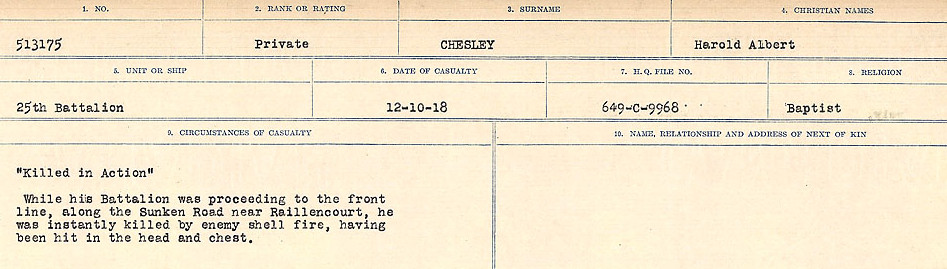 1. NO. 2. RANK OR RATING 3. SURNAME 4. CHRISTIAN NAMES
513175 Private CHESLEY Harold Albert
5. UNIT OR SHIP 6. DATE OF CASUALTY 7. H.Q. FILE NO. 8. RELIGION
25th Battalion 12-10-18 649-C-9968 Baptist
9. CIRCUMSTANCES OF CASUALTY 10. NAME, RELATIONSHIP AND ADDRESS OF NEXT OF KIN
"Killed in Action"
While his Battalion was proceeding to the front
line, along the Sunken Road near Raillencourt, he
was instantly killed by enemy shell fire, having
been hit in the head and chest.